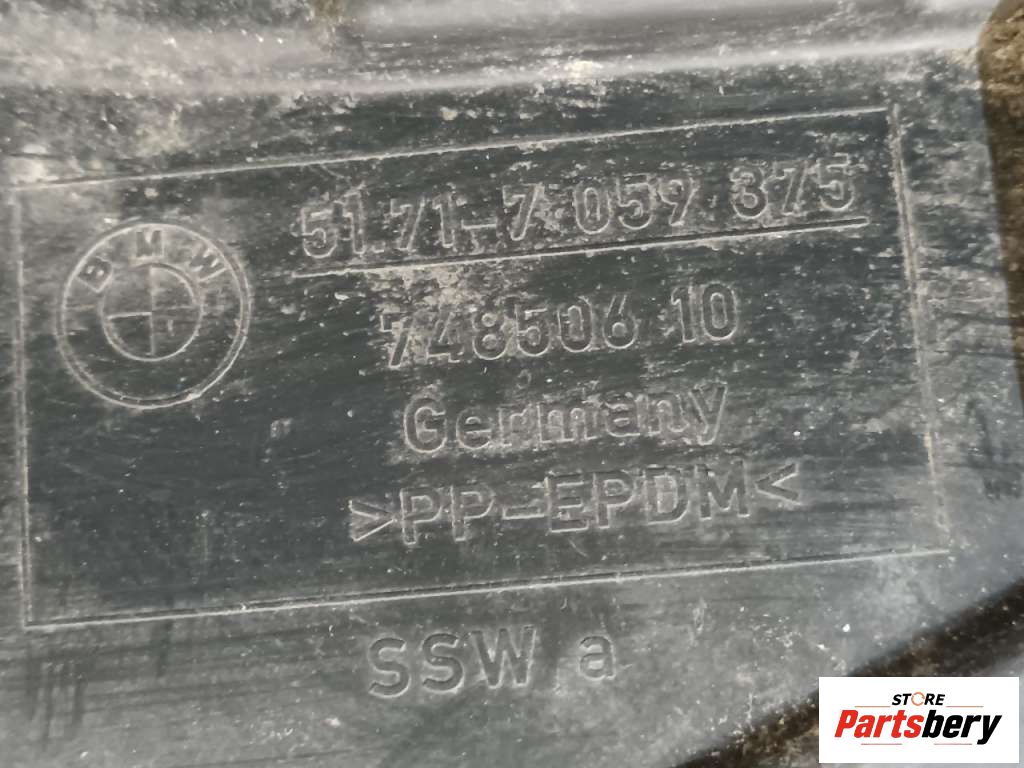 BMW
51.71-7 059 375
748506 10
Germany
>PP-EPDM<
SSW a
STORE
Partsbery